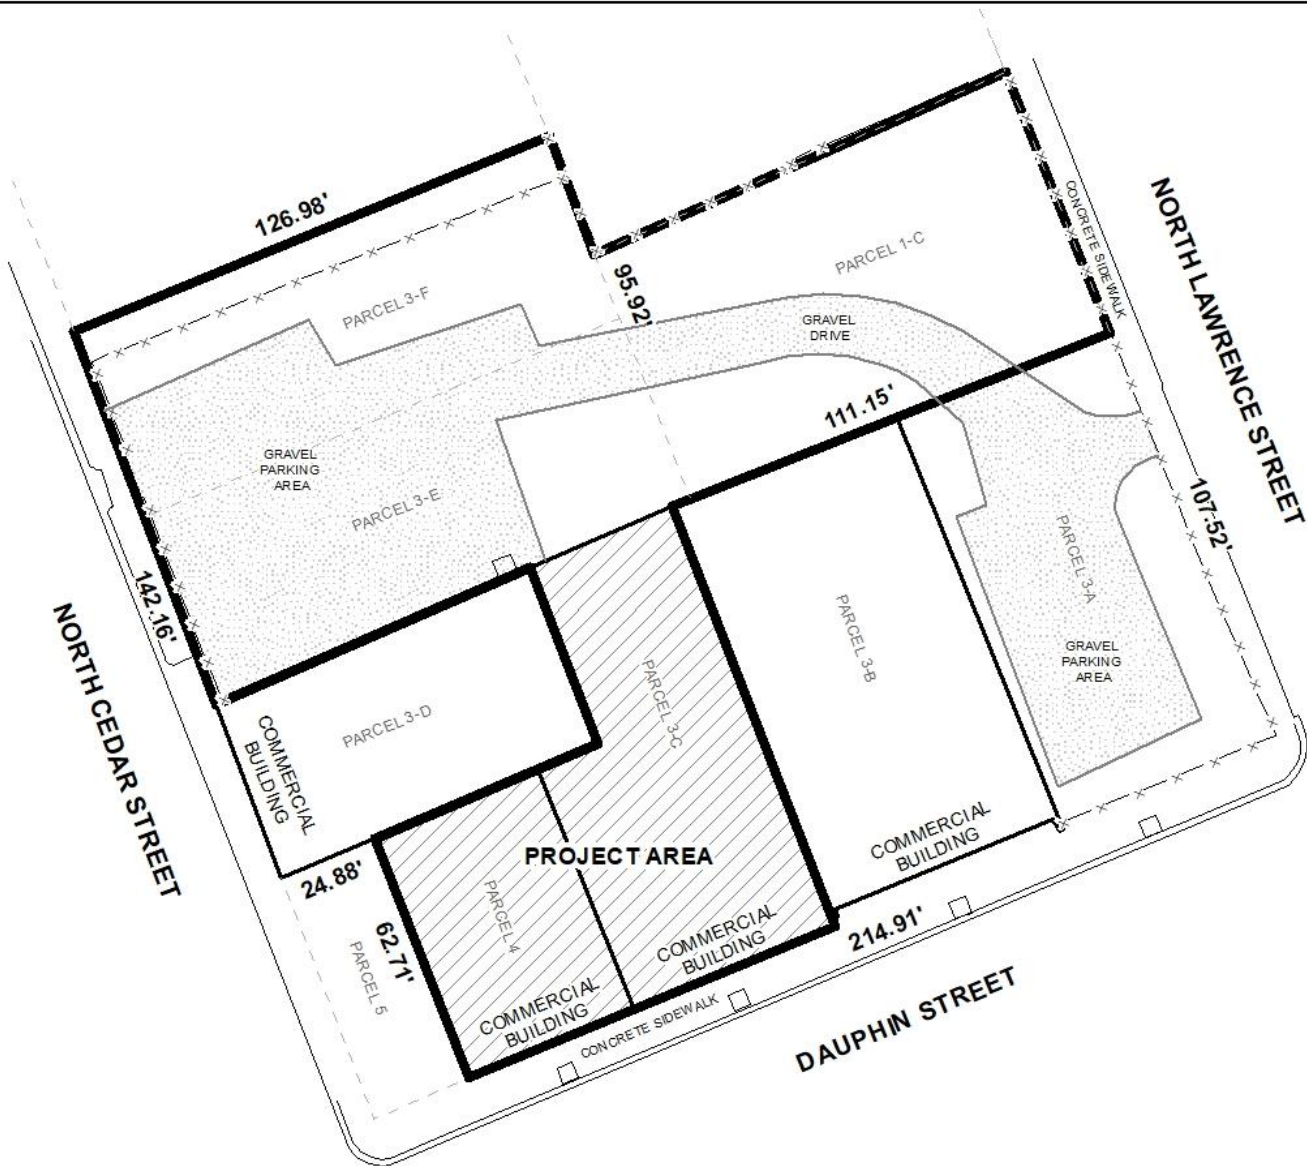 126.98'
PARCEL 3-F
95.92'
PARCEL 1-C
CONCRETE SIDEWALK
NORTH LAWRENCE STREET
GRAVEL
DRIVE
111.15'
GRAVEL
PARKING
AREA
PARCEL 3-E
107.52'
PARCEL 3-A
142.16'
NORTH CEDAR STREET
PARCEL 3-B
GRAVEL
PARKING
AREA
PARCEL 3-C
PARCEL 3-D
COMMERCIAL
BUILDING
COMMERCIAL
BUILDING
PROJECT AREA
24.88'
PARCEL 4
62.71'
PARCEL 5
COMMERCIAL
BUILDING
214.91'
COMMERCIAL
BUILDING
CONCRETE SIDEWALK
DAUPHIN STREET